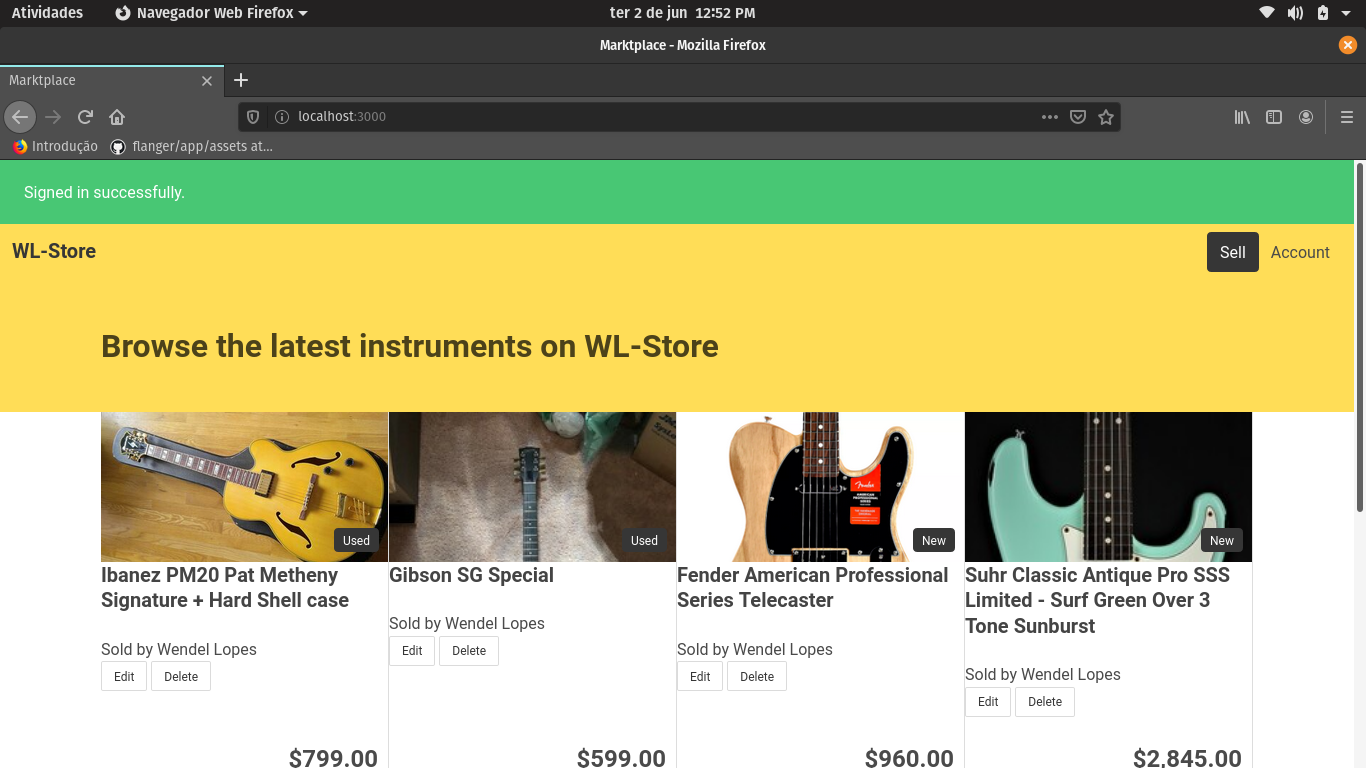 Atividades
Navegador Web Firefox
ter 2 de jun 12:52 PM
Marktplace - Mozilla Firefox
Marktplace
localhost:3000
Introdução
flanger/app/assets at...
Signed in successfully.
WL-Store
Sell
Account
Browse the latest instruments on WL-Store
Used
Used
Fender
AMERICAN
PROFESSIONAL
SERIES
New
New
Ibanez PM20 Pat Metheny
Signature + Hard Shell case
Sold by Wendel Lopes
Edit
Delete
$799.00
Gibson SG Special
Sold by Wendel Lopes
Edit
Delete
$599.00
Fender American Professional
Series Telecaster
Sold by Wendel Lopes
Edit
Delete
$960.00
Suhr Classic Antique Pro SSS
Limited - Surf Green Over 3
Tone Sunburst
Sold by Wendel Lopes
Edit
Delete
$2,845.00